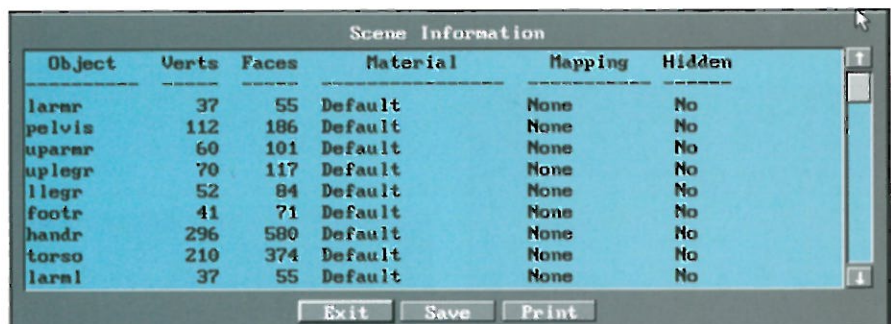 Scene Information
Object Verts Faces Material Mapping Hidden
larmr 37 55 Default None No
pelvis 112 186 Default None No
uparmr 60 101 Default None No
uplegr 70 117 Default None No
llegr 52 84 Default None No
footr 41 71 Default None No
handr 296 580 Default None No
torso 210 374 Default None No
larml 37 55 Default None No
Exit Save Print